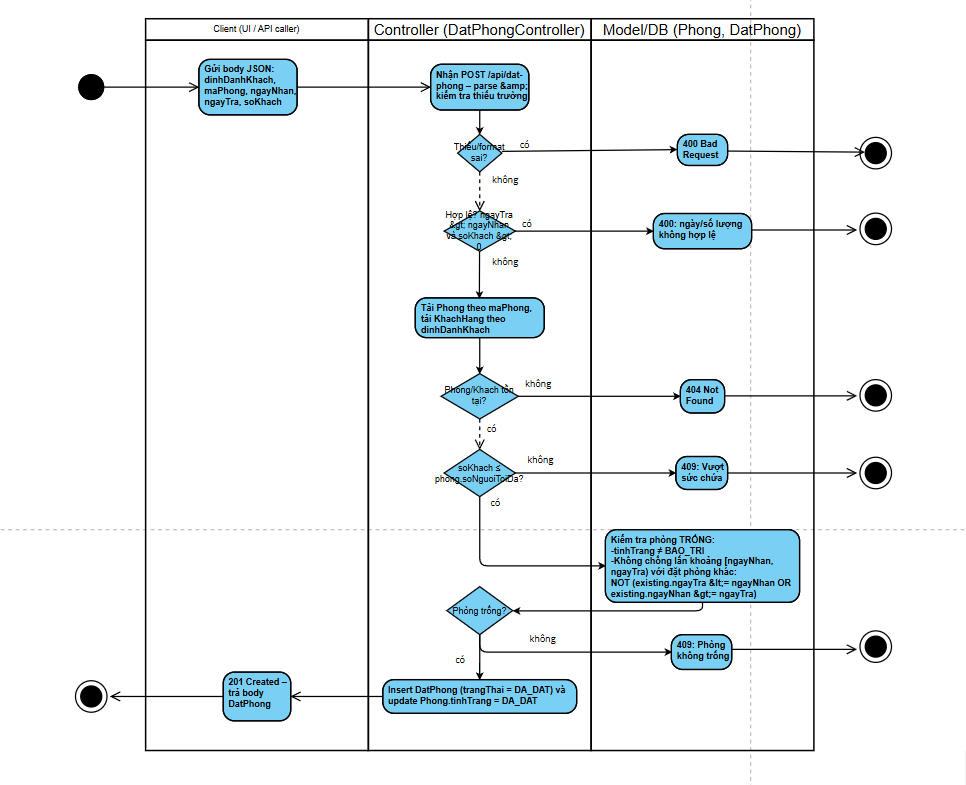 Client (UI / API caller)
Controller (DatPhongController)
Model/DB (Phong, DatPhong)
Gửi body JSON:
dinhDanhKhach,
maPhong, ngayNhan,
ngayTra, soKhach
Nhận POST /api/dat-
phong – parse &amp;
kiểm tra thiếu trường
Thiếu/format
sai?
có
400 Bad
Request
không
Hợp lệ? ngayTra
&gt; ngayNhan
và soKhach &gt;
0
có
400: ngày/số lượng
không hợp lệ
không
Tải Phong theo maPhong,
tải KhachHang theo
dinhDanhKhach
Phong/Khach tồn
tại?
không
404 Not
Found
có
soKhach ≤
phong.soNguoiToiDa?
không
409: Vượt
sức chứa
có
Kiểm tra phòng TRỐNG:
-tinhTrang ≠ BAO_TRI
-Không chồng lấn khoảng [ngayNhan,
ngayTra) với đặt phòng khác:
NOT (existing.ngayTra &lt;= ngayNhan OR
existing.ngayNhan &gt;= ngayTra)
Phòng trống?
không
409: Phòng
không trống
có
201 Created –
trả body
DatPhong
Insert DatPhong (trangThai = DA_DAT) và
update Phong.tinhTrang = DA_DAT